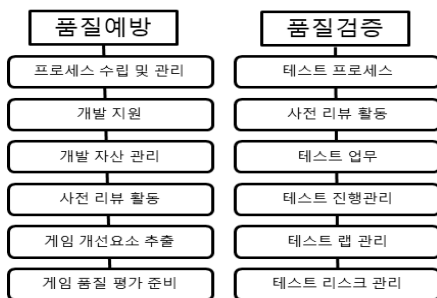 품질예방
프로세스 수립 및 관리
개발 지원
개발 자산 관리
사전 리뷰 활동
게임 개선요소 추출
게임 품질 평가 준비
품질검증
테스트 프로세스
사전 리뷰 활동
테스트 업무
테스트 진행관리
테스트 랩 관리
테스트 리스크 관리